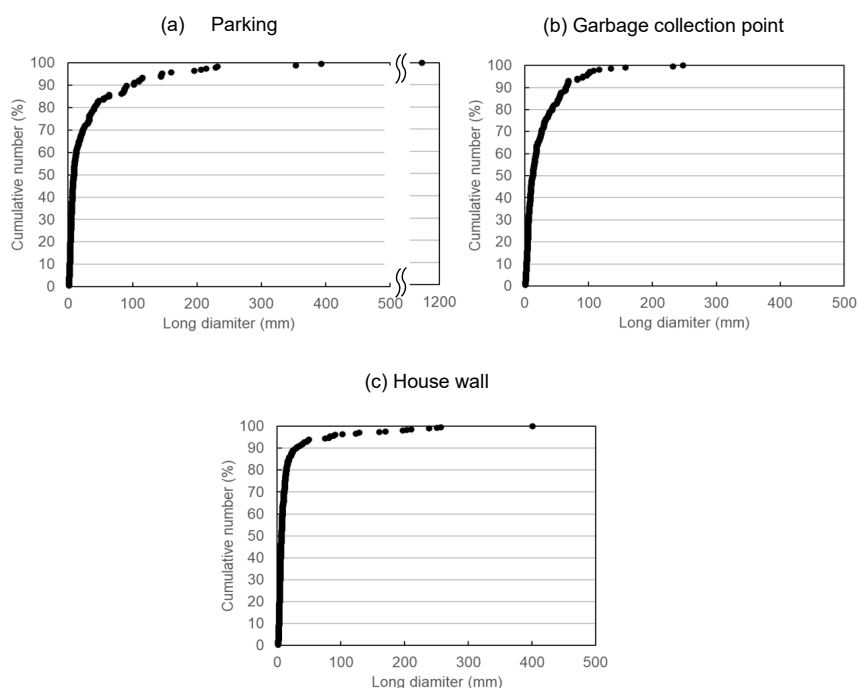 (a) Parking
(b) Garbage collection point
100
90
80
70
60
50
40
30
20
10
0
Cumulative number (%)
0 100 200 300 400 500 1200
Long diamiter (mm)
100
90
80
70
60
50
40
30
20
10
0
Cumulative number (%)
0 100 200 300 400 500
Long diamiter (mm)
(c) House wall
100
90
80
70
60
50
40
30
20
10
0
Cumulative number (%)
0 100 200 300 400 500
Long diamiter (mm)